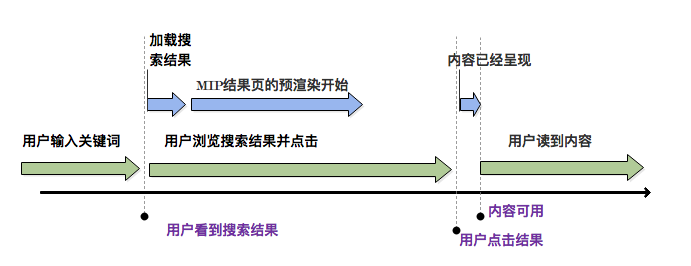 加载搜
索结果
内容已经呈现
MIP结果页的预渲染开始
用户输入关键词
用户浏览搜索结果并点击
用户读到内容
内容可用
用户看到搜索结果
用户点击结果